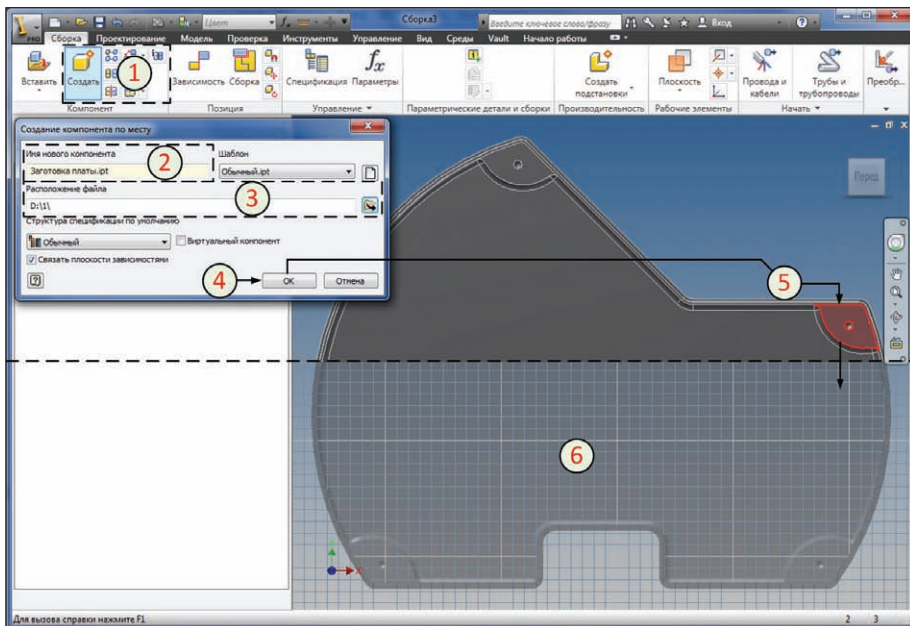 Цвет
Сборка3
Введите ключевое слово/фразу
Вход
PRO
Сборка Проектирование Модель Проверка Инструменты Управление Вид Среды Vault Начало работы
Вставить
Создать
1
Зависимость
Сборка
Спецификация
Параметры
Создать подстановки
Плоскость
Провода и кабели
Трубы и трубопроводы
Преобр...
Компонент
Позиция
Управление
Параметрические детали и сборки
Производительность
Рабочие элементы
Начать
Создание компонента по месту
Имя нового компонента
2
Шаблон
Заготовка платы.ipt
Обычный.ipt
Расположение файла
3
D:\1\
Структура спецификации по умолчанию
Обычный
Виртуальный компонент
Связать плоскости зависимостями
4
OK
Отмена
5
Перед
6
X
Для вызова справки нажмите F1
2 3